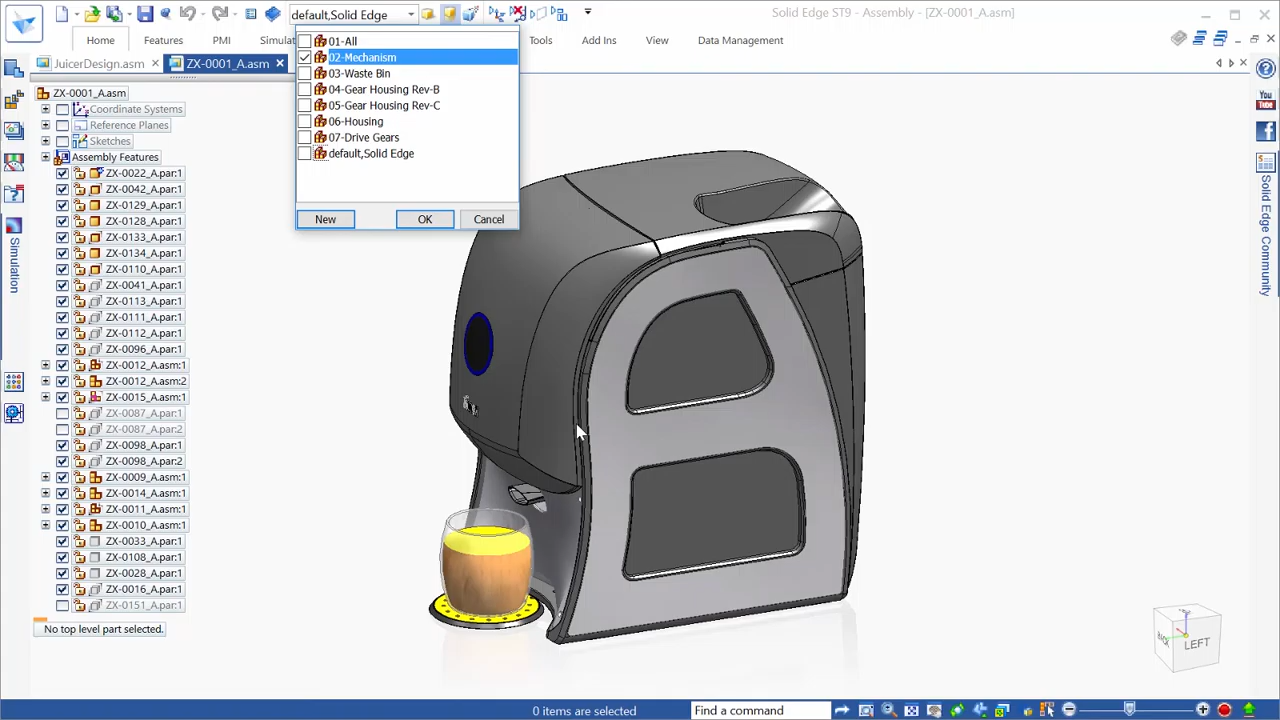 default,Solid Edge
Solid Edge ST9 - Assembly - [ZX-0001_A.asm]
Home
Features
PMI
Simulat
Tools
Add Ins
View
Data Management
JuicerDesign.asm
ZX-0001_A.asm
01-All
02-Mechanism
03-Waste Bin
04-Gear Housing Rev-B
05-Gear Housing Rev-C
06-Housing
07-Drive Gears
default,Solid Edge
New
OK
Cancel
ZX-0001_A.asm
Coordinate Systems
Reference Planes
Sketches
Assembly Features
ZX-0022_A.par:1
ZX-0042_A.par:1
ZX-0129_A.par:1
ZX-0128_A.par:1
ZX-0133_A.par:1
ZX-0134_A.par:1
ZX-0110_A.par:1
ZX-0041_A.par:1
ZX-0113_A.par:1
ZX-0111_A.par:1
ZX-0112_A.par:1
ZX-0096_A.par:1
ZX-0012_A.asm:1
ZX-0012_A.asm:2
ZX-0015_A.asm:1
ZX-0087_A.par:1
ZX-0087_A.par:2
ZX-0098_A.par:1
ZX-0098_A.par:2
ZX-0009_A.asm:1
ZX-0014_A.asm:1
ZX-0011_A.asm:1
ZX-0010_A.asm:1
ZX-0033_A.par:1
ZX-0108_A.par:1
ZX-0028_A.par:1
ZX-0016_A.par:1
ZX-0151_A.par:1
No top level part selected.
Simulation
You
Tube
Solid Edge Community
BACK
LEFT
0 items are selected
Find a command